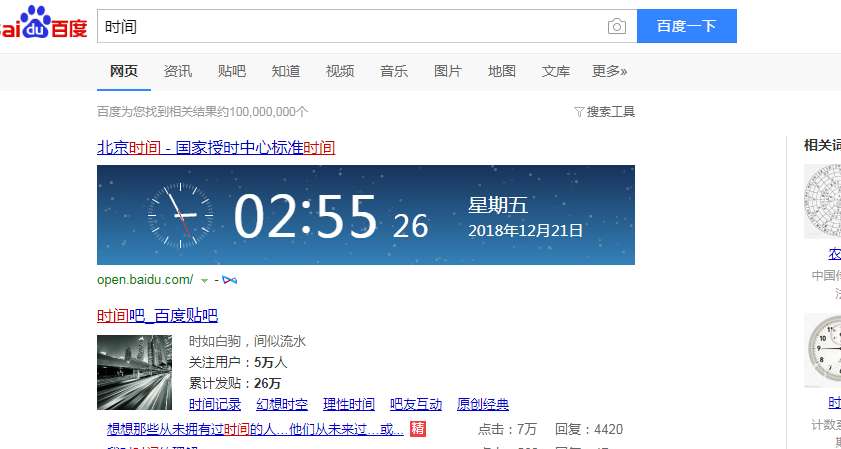 Bai du 百度
时间
百度一下
网页 资讯 贴吧 知道 视频 音乐 图片 地图 文库 更多»
百度为您找到相关结果约100,000,000个 搜索工具
北京时间 - 国家授时中心标准时间
相关词
02:55 26
星期五
2018年12月21日
open.baidu.com/
时间吧_百度贴吧
时如白驹，间似流水
关注用户：5万人
累计发贴：26万
时间记录 幻想时空 理性时间 吧友互动 原创经典
想想那些从未拥有过时间的人...他们从未来过...或... 精 点击：7万 回复：4420
农
中国传
法
时
计数